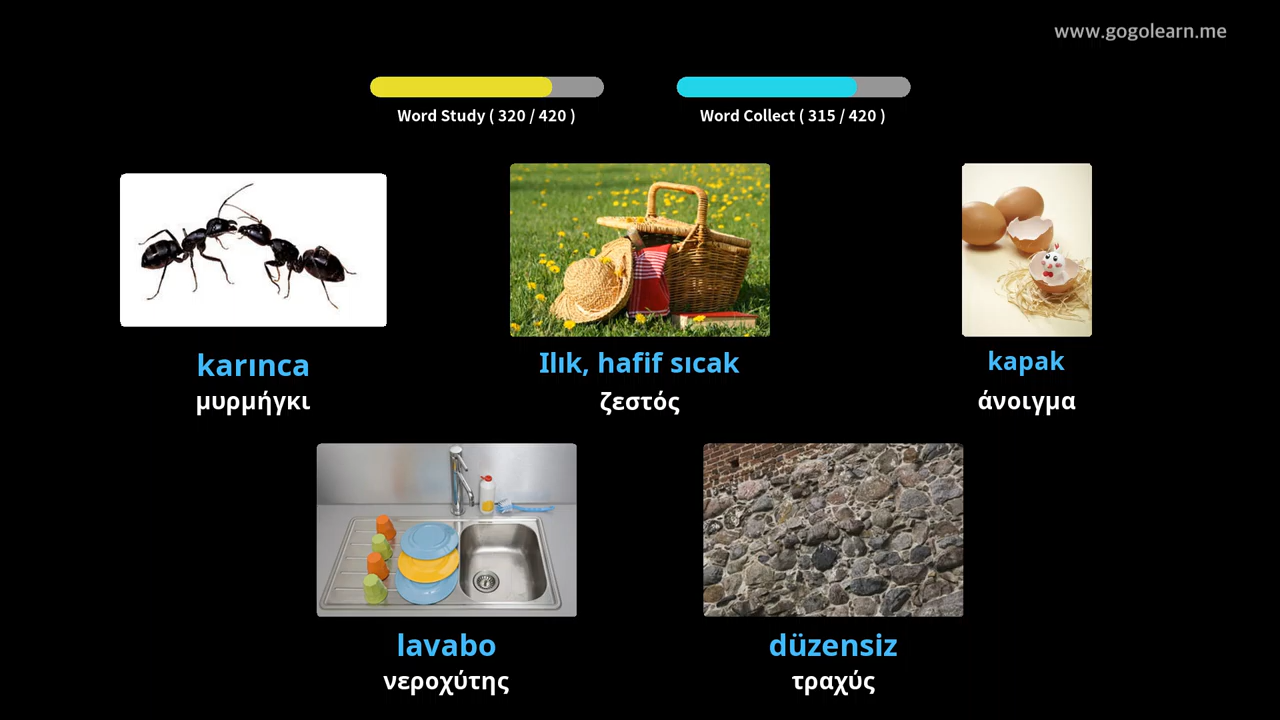 www.gogolearn.me
Word Study ( 320 / 420 )
Word Collect ( 315 / 420 )
karınca
μυρμήγκι
Ilık, hafif sıcak
ζεστός
kapak
άνοιγμα
lavabo
νεροχύτης
düzensiz
τραχύς